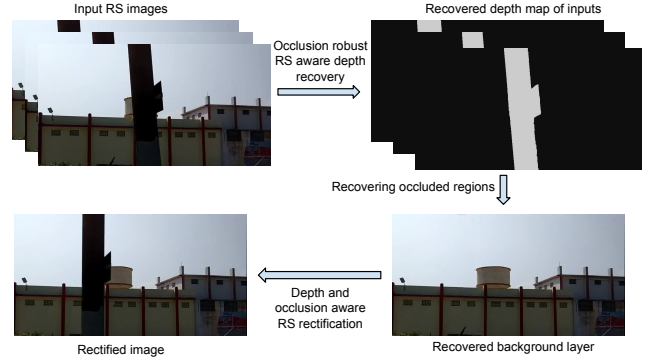 Input RS images
Recovered depth map of inputs
Occlusion robust
RS aware depth
recovery
Recovering occluded regions
Depth and
occlusion aware
RS rectification
Rectified image
Recovered background layer